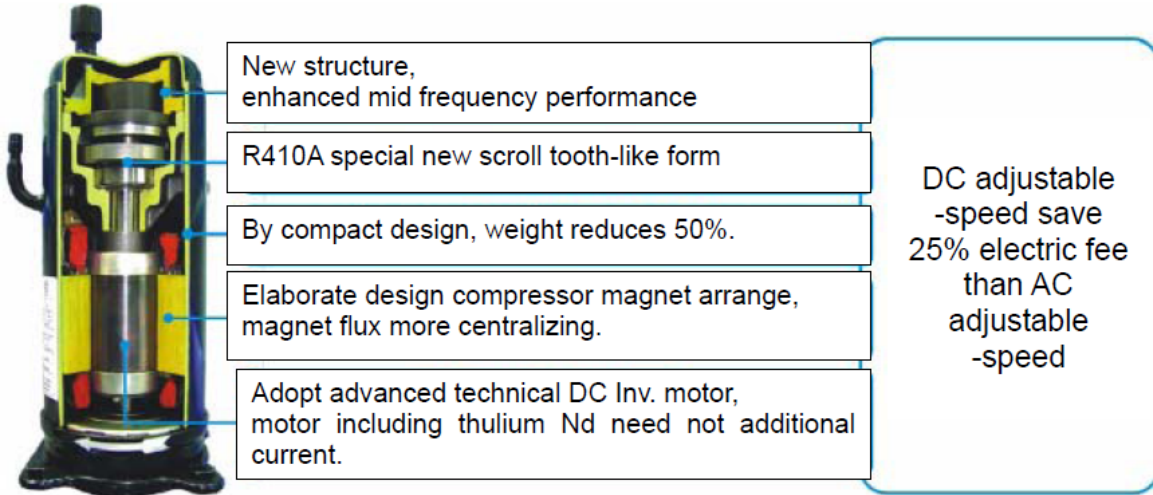 New structure,
enhanced mid frequency performance
R410A special new scroll tooth-like form
By compact design, weight reduces 50%.
Elaborate design compressor magnet arrange,
magnet flux more centralizing.
Adopt advanced technical DC Inv. motor,
motor including thulium Nd need not additional
current.
DC adjustable
-speed save
25% electric fee
than AC
adjustable
-speed